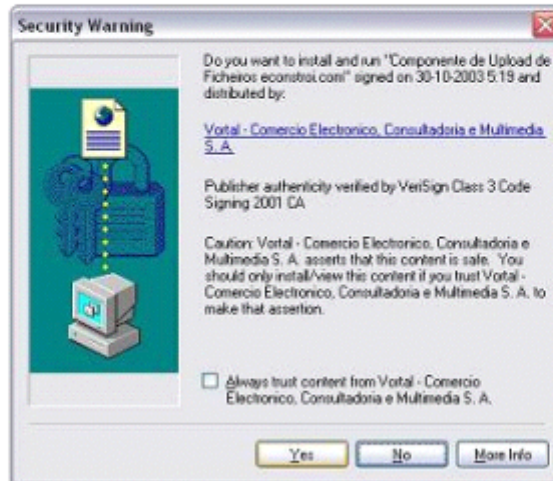 Security Warning
Do you want to install and run "Componente de Upload de
Ficheiros econstroi.com" signed on 30-10-2003 5:19 and
distributed by:
Vortal - Comercio Electronico, Consultadoria e Multimedia
S. A.
Publisher authenticity verified by VeriSign Class 3 Code
Signing 2001 CA
Caution: Vortal - Comercio Electronico, Consultadoria e
Multimedia S. A. asserts that this content is safe. You
should only install/view this content if you trust Vortal -
Comercio Electronico, Consultadoria e Multimedia S. A. to
make that assertion.
Always trust content from Vortal - Comercio
Electronico, Consultadoria e Multimedia S. A.
Yes No More Info